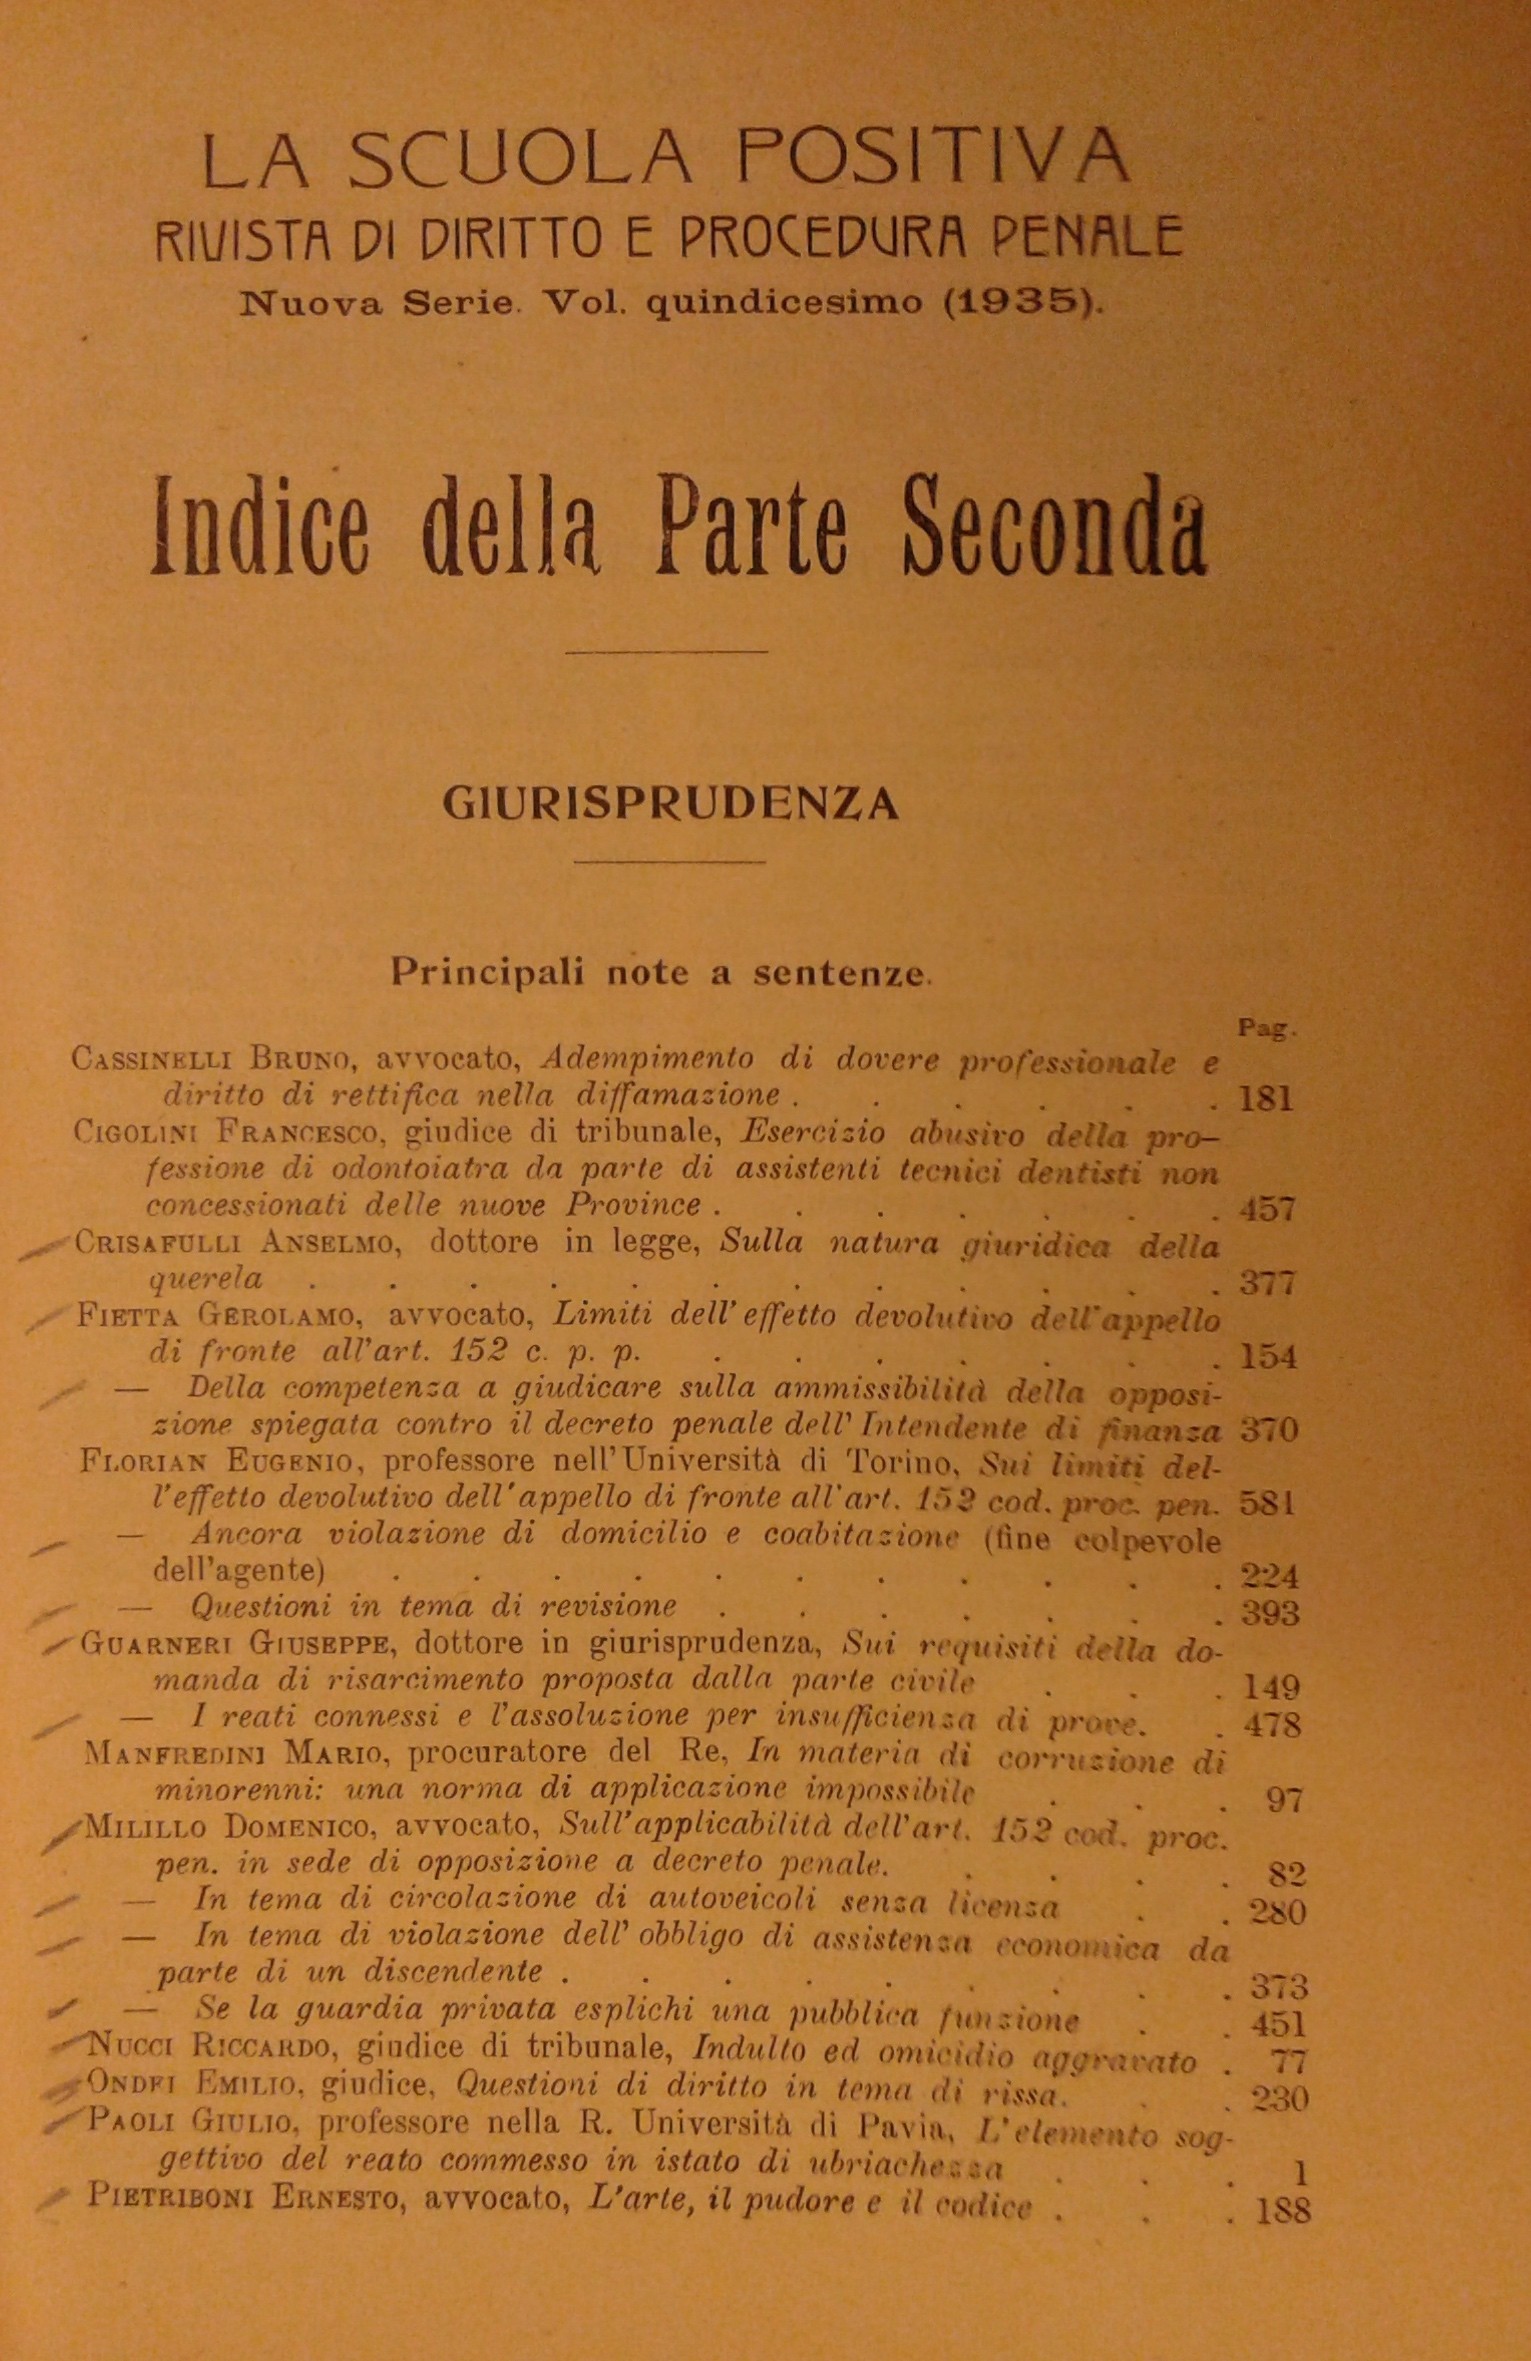 LA SCUOLA POSITIVA
RIVISTA DI DIRITTO E PROCEDURA PENALE
Nuova Serie. Vol. quindicesimo (1935).
Indice della Parte Seconda
GIURISPRUDENZA
Principali note a sentenze.
Pag.
CASSINELLI BRUNO, avvocato, Adempimento di dovere professionale e
diritto di rettifica nella diffamazione . . . . . . 181
CIGOLINI FRANCESCO, giudice di tribunale, Esercizio abusivo della pro-
fessione di odontoiatra da parte di assistenti tecnici dentisti non
concessionati delle nuove Province . . . . . . . 457
CRISAFULLI ANSELMO, dottore in legge, Sulla natura giuridica della
querela . . . . . . . . . . . . 377
FIETTA GEROLAMO, avvocato, Limiti dell'effetto devolutivo dell'appello
di fronte all'art. 152 c. p. p. . . . . . . . 154
— Della competenza a giudicare sulla ammissibilità della opposi-
zione spiegata contro il decreto penale dell'Intendente di finanza 370
FLORIAN EUGENIO, professore nell'Università di Torino, Sui limiti del-
l'effetto devolutivo dell'appello di fronte all'art. 152 cod. proc. pen. 581
— Ancora violazione di domicilio e coabitazione (fine colpevole
dell'agente) . . . . . . . . . . . 224
— Questioni in tema di revisione . . . . . . . 393
GUARNERI GIUSEPPE, dottore in giurisprudenza, Sui requisiti della do-
manda di risarcimento proposta dalla parte civile . . . 149
— I reati connessi e l'assoluzione per insufficienza di prove. . 478
MANFREDINI MARIO, procuratore del Re, In materia di corruzione di
minorenni: una norma di applicazione impossibile . . . 97
MILILLO DOMENICO, avvocato, Sull'applicabilità dell'art. 152 cod. proc.
pen. in sede di opposizione a decreto penale. . . . . 82
— In tema di circolazione di autoveicoli senza licenza . . 280
— In tema di violazione dell'obbligo di assistenza economica da
parte di un discendente . . . . . . . . . 373
— Se la guardia privata esplichi una pubblica funzione . . 451
NUCCI RICCARDO, giudice di tribunale, Indulto ed omicidio aggravato . 77
ONDEI EMILIO, giudice, Questioni di diritto in tema di rissa. . . 230
PAOLI GIULIO, professore nella R. Università di Pavia, L'elemento sog-
gettivo del reato commesso in istato di ubriachezza . . . 1
PIETRIBONI ERNESTO, avvocato, L'arte, il pudore e il codice . . . 188